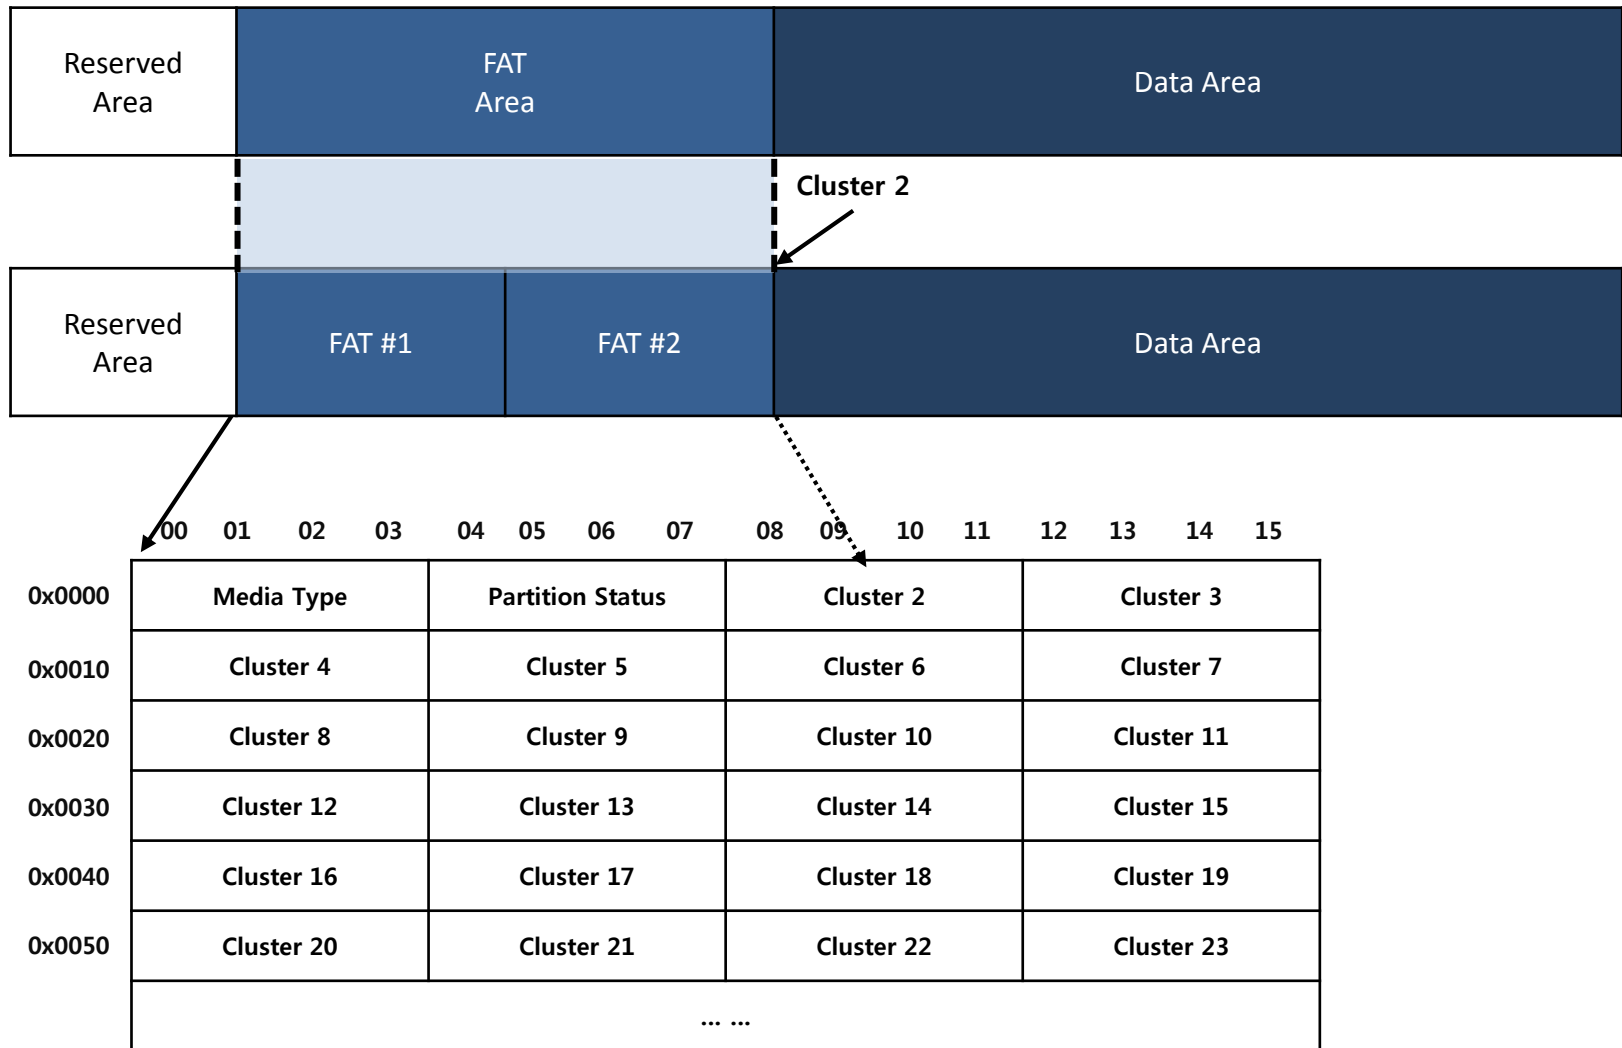 Reserved
Area
FAT
Area
Data Area
Cluster 2
Reserved
Area
FAT #1
FAT #2
Data Area
00 01 02 03 04 05 06 07 08 09 10 11 12 13 14 15
0x0000 Media Type Partition Status Cluster 2 Cluster 3
0x0010 Cluster 4 Cluster 5 Cluster 6 Cluster 7
0x0020 Cluster 8 Cluster 9 Cluster 10 Cluster 11
0x0030 Cluster 12 Cluster 13 Cluster 14 Cluster 15
0x0040 Cluster 16 Cluster 17 Cluster 18 Cluster 19
0x0050 Cluster 20 Cluster 21 Cluster 22 Cluster 23
... ...